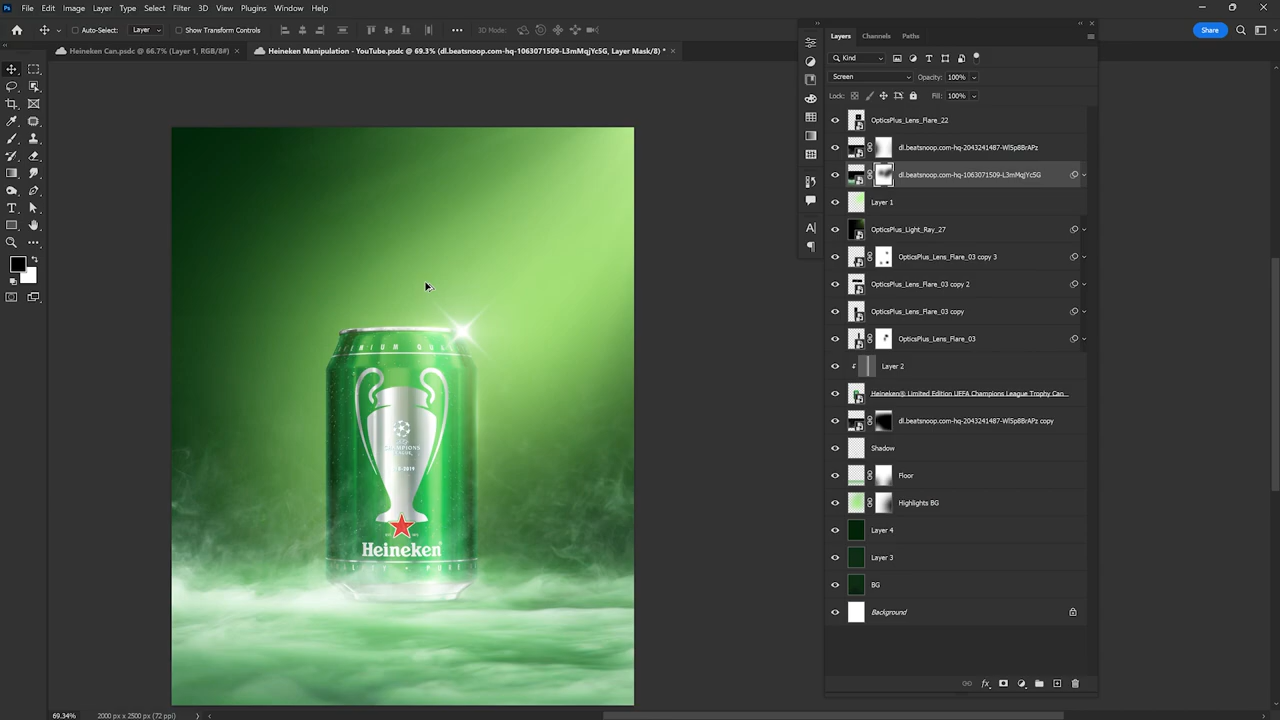 File Edit Image Layer Type Select Filter 3D View Plugins Window Help
Auto-Select: Layer Show Transform Controls 3D Mode: Share
Heineken Can.psdc @ 66.7% (Layer 1, RGB/8#) × Heineken Manipulation - YouTube.psdc @ 69.3% (dl.beatsnoop.com-hq-1063071509-L3mMqjYc5G, Layer Mask/8) * ×
Layers Channels Paths
Kind
Screen Opacity: 100%
Lock: Fill: 100%
OpticsPlus_Lens_Flare_22
dl.beatsnoop.com-hq-2043241487-Wl5p8BrAPz
dl.beatsnoop.com-hq-1063071509-L3mMqjYc5G
Layer 1
OpticsPlus_Light_Ray_27
OpticsPlus_Lens_Flare_03 copy 3
OpticsPlus_Lens_Flare_03 copy 2
OpticsPlus_Lens_Flare_03 copy
OpticsPlus_Lens_Flare_03
Layer 2
Heineken® Limited Edition UEFA Champions League Trophy Can...
dl.beatsnoop.com-hq-2043241487-Wl5p8BrAPz copy
Shadow
Floor
Highlights BG
Layer 4
Layer 3
BG
Background
CHAMPIONS
LEAGUE
Heineken
69.34% 2000 px x 2500 px (72 ppi)